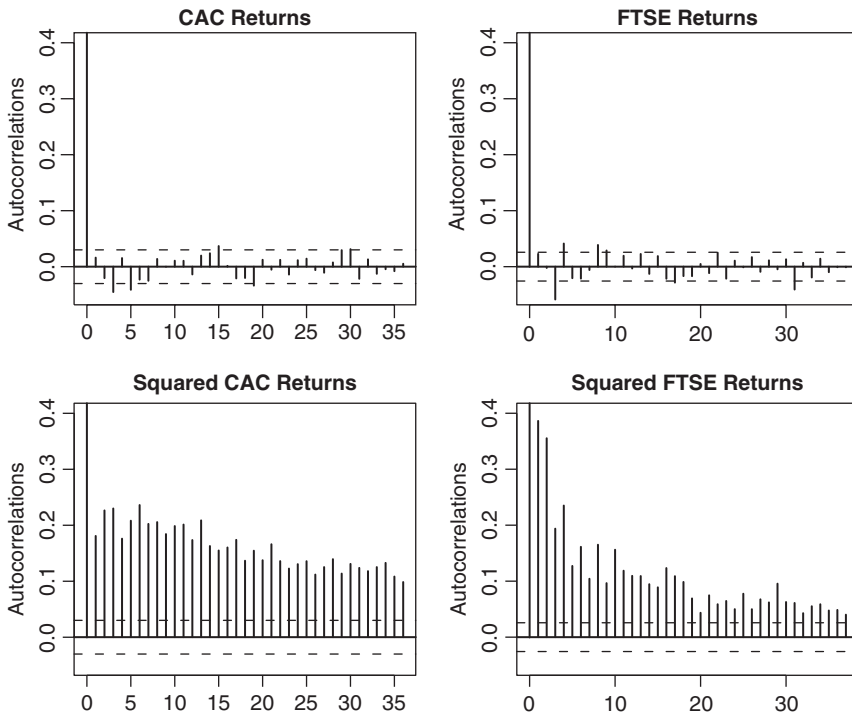 CAC Returns
Autocorrelations
0.4
0.3
0.2
0.1
0.0
0 5 10 15 20 25 30 35
FTSE Returns
Autocorrelations
0.4
0.3
0.2
0.1
0.0
0 10 20 30
Squared CAC Returns
Autocorrelations
0.4
0.3
0.2
0.1
0.0
0 5 10 15 20 25 30 35
Squared FTSE Returns
Autocorrelations
0.4
0.3
0.2
0.1
0.0
0 10 20 30